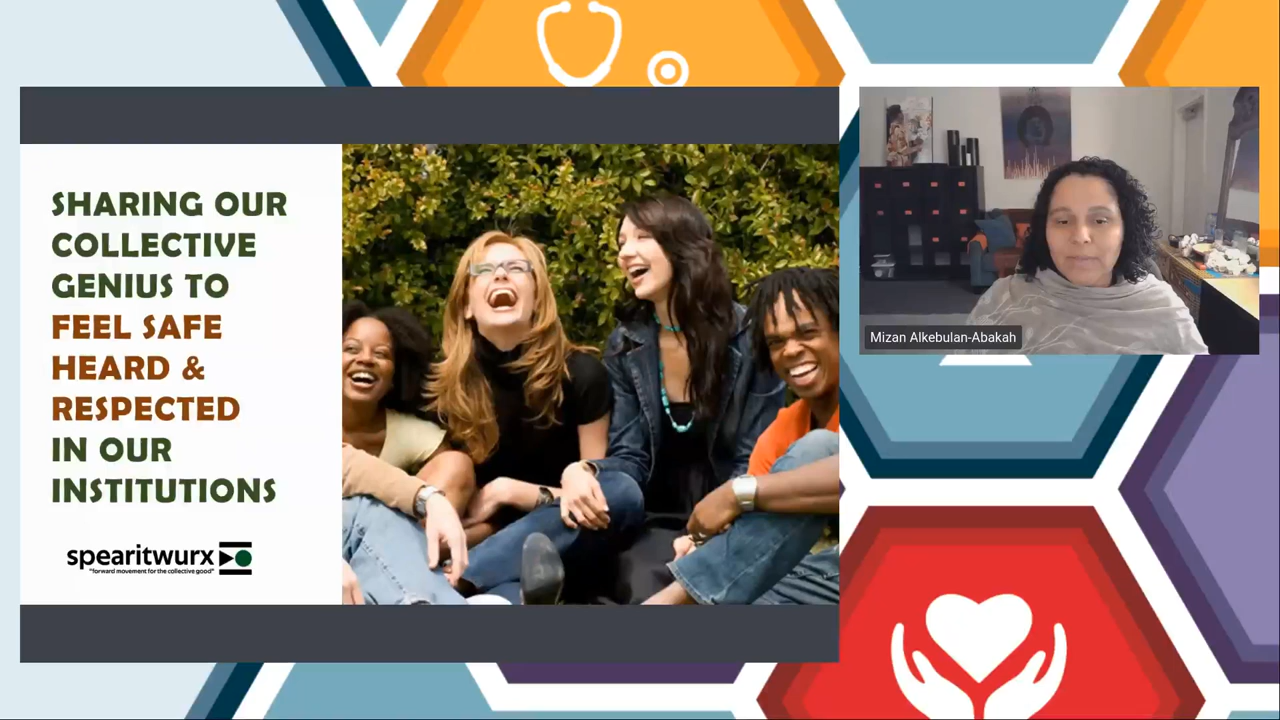 SHARING OUR
COLLECTIVE
GENIUS TO
FEEL SAFE
HEARD &
RESPECTED
IN OUR
INSTITUTIONS
spearitwurx
"forward movement for the collective good"
Mizan Alkebulan-Abakah